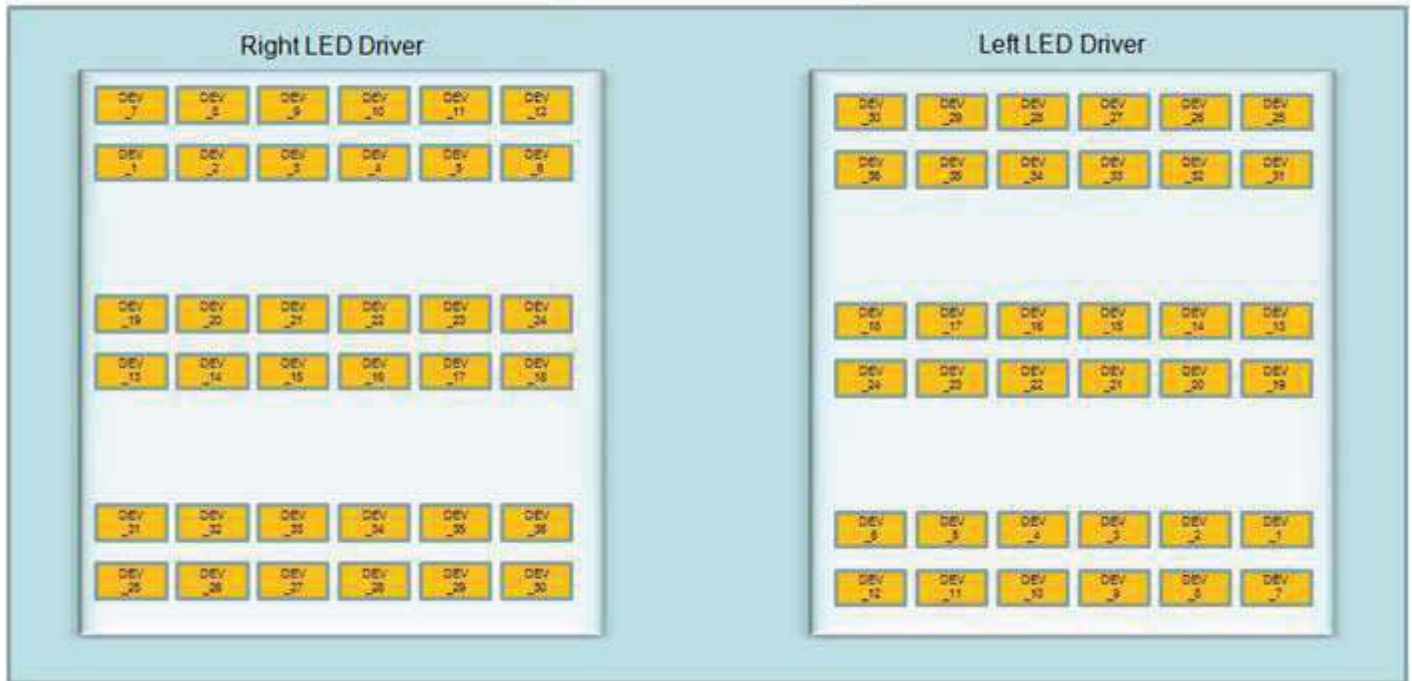 Right LED Driver
DEV DEV DEV DEV DEV DEV
_7 _8 _9 _10 _11 _12
DEV DEV DEV DEV DEV DEV
_1 _2 _3 _4 _5 _6
DEV DEV DEV DEV DEV DEV
_19 _20 _21 _22 _23 _24
DEV DEV DEV DEV DEV DEV
_13 _14 _15 _16 _17 _18
DEV DEV DEV DEV DEV DEV
_31 _32 _33 _34 _35 _36
DEV DEV DEV DEV DEV DEV
_25 _26 _27 _28 _29 _30
Left LED Driver
DEV DEV DEV DEV DEV DEV
_30 _29 _28 _27 _26 _25
DEV DEV DEV DEV DEV DEV
_36 _35 _34 _33 _32 _31
DEV DEV DEV DEV DEV DEV
_18 _17 _16 _15 _14 _13
DEV DEV DEV DEV DEV DEV
_24 _23 _22 _21 _20 _19
DEV DEV DEV DEV DEV DEV
_6 _5 _4 _3 _2 _1
DEV DEV DEV DEV DEV DEV
_12 _11 _10 _9 _8 _7